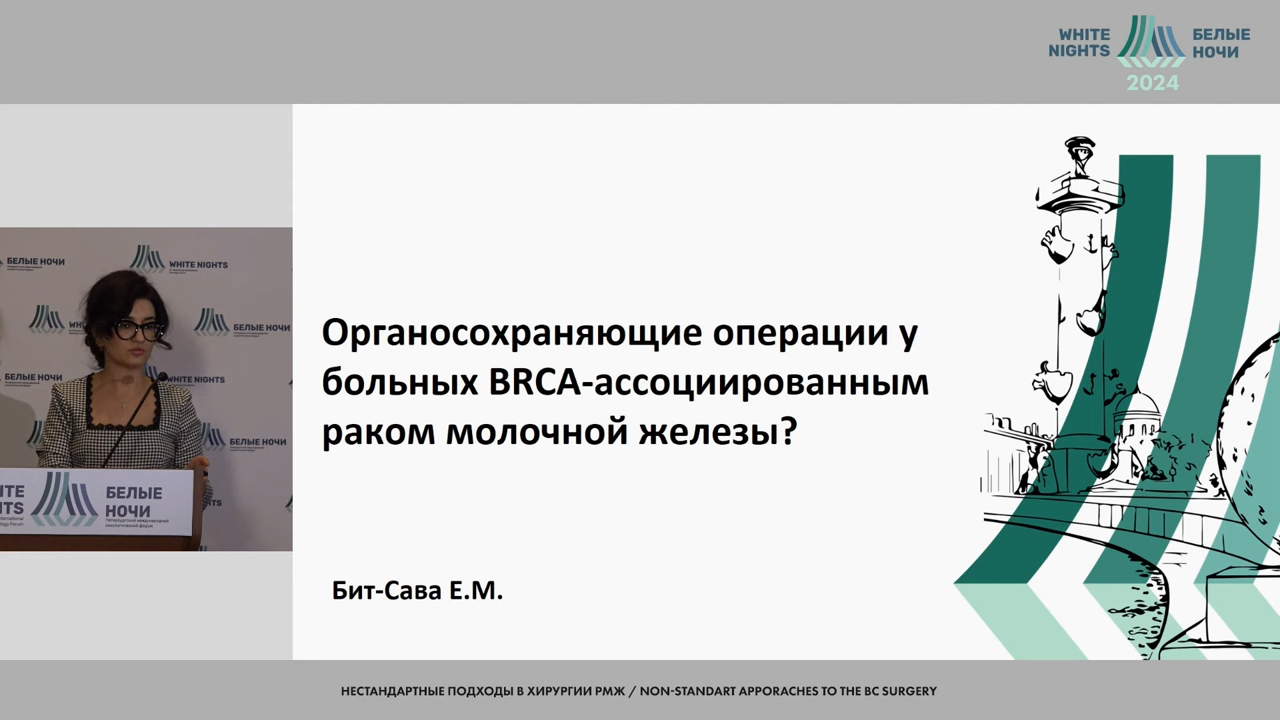 WHITE
NIGHTS
БЕЛЫЕ
НОЧИ
2024
БЕЛЫЕ НОЧИ
WHITE NIGHTS
БЕЛЫЕ НОЧИ
БЕЛЫЕ НОЧИ
WHITE NIGHTS
БЕЛЫЕ НОЧИ
БЕЛЫЕ
НОЧИ
Органосохраняющие операции у
больных BRCA-ассоциированным
раком молочной железы?
Бит-Сава Е.М.
НЕСТАНДАРТНЫЕ ПОДХОДЫ В ХИРУРГИИ РМЖ / NON-STANDART APPORACHES TO THE BC SURGERY